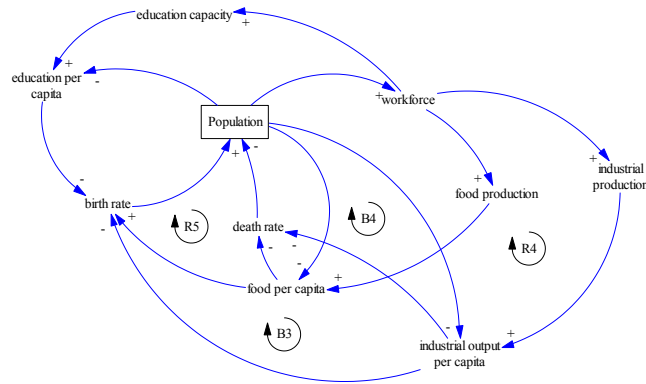 education capacity
+
education per
capita
+
-
Population
+
-
+
workforce
+
industrial
production
+
food production
-
birth rate
+
-
R5
death rate
-
-
-
B4
R4
food per capita
+
B3
-
industrial output
per capita
+